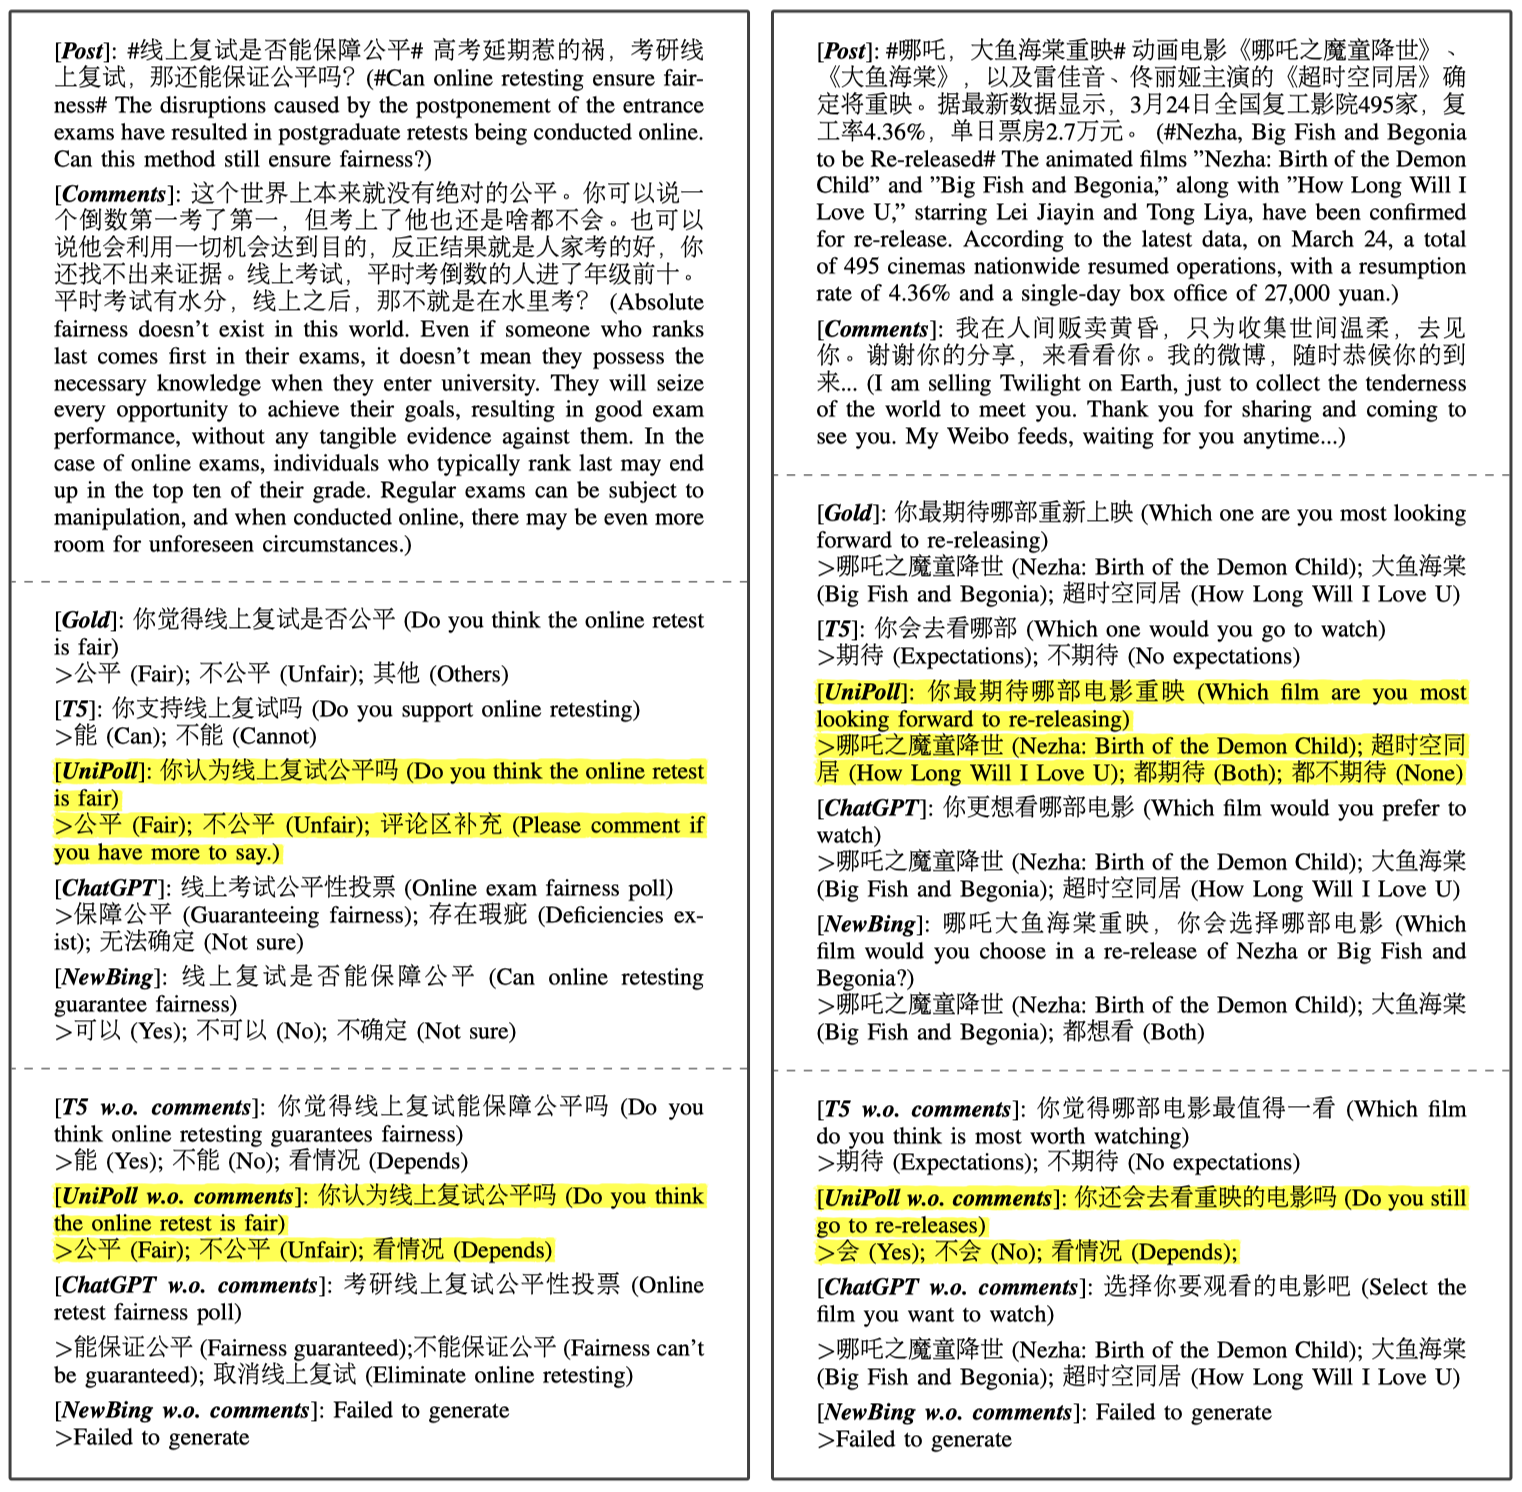 [Post]: #线上复试是否能保障公平# 高考延期惹的祸，考研线
上复试，那还能保证公平吗？(#Can online retesting ensure fair-
ness# The disruptions caused by the postponement of the entrance
exams have resulted in postgraduate retests being conducted online.
Can this method still ensure fairness?)
[Comments]: 这个世界上本来就没有绝对的公平。你可以说一
个倒数第一考了第一，但考上了他也还是啥都不会。也可以
说他会利用一切机会达到目的，反正结果就是人家考的好，你
还找不出来证据。线上考试，平时考倒数的人进了年级前十。
平时考试有水分，线上之后，那不就是在水里考？(Absolute
fairness doesn't exist in this world. Even if someone who ranks
last comes first in their exams, it doesn't mean they possess the
necessary knowledge when they enter university. They will seize
every opportunity to achieve their goals, resulting in good exam
performance, without any tangible evidence against them. In the
case of online exams, individuals who typically rank last may end
up in the top ten of their grade. Regular exams can be subject to
manipulation, and when conducted online, there may be even more
room for unforeseen circumstances.)
[Gold]: 你觉得线上复试是否公平 (Do you think the online retest
is fair)
>公平 (Fair); 不公平 (Unfair); 其他 (Others)
[T5]: 你支持线上复试吗 (Do you support online retesting)
>能 (Can); 不能 (Cannot)
[UniPoll]: 你认为线上复试公平吗 (Do you think the online retest
is fair)
>公平 (Fair); 不公平 (Unfair); 评论区补充 (Please comment if
you have more to say.)
[ChatGPT]: 线上考试公平性投票 (Online exam fairness poll)
>保障公平 (Guaranteeing fairness); 存在瑕疵 (Deficiencies ex-
ist); 无法确定 (Not sure)
[NewBing]: 线上复试是否能保障公平 (Can online retesting
guarantee fairness)
>可以 (Yes); 不可以 (No); 不确定 (Not sure)
[T5 w.o. comments]: 你觉得线上复试能保障公平吗 (Do you
think online retesting guarantees fairness)
>能 (Yes); 不能 (No); 看情况 (Depends)
[UniPoll w.o. comments]: 你认为线上复试公平吗 (Do you think
the online retest is fair)
>公平 (Fair); 不公平 (Unfair); 看情况 (Depends)
[ChatGPT w.o. comments]: 考研线上复试公平性投票 (Online
retest fairness poll)
>能保证公平 (Fairness guaranteed);不能保证公平 (Fairness can't
be guaranteed); 取消线上复试 (Eliminate online retesting)
[NewBing w.o. comments]: Failed to generate
>Failed to generate
[Post]: #哪吒，大鱼海棠重映# 动画电影《哪吒之魔童降世》、
《大鱼海棠》，以及雷佳音、佟丽娅主演的《超时空同居》确
定将重映。据最新数据显示，3月24日全国复工影院495家，复
工率4.36%，单日票房2.7万元。(#Nezha, Big Fish and Begonia
to be Re-released# The animated films "Nezha: Birth of the Demon
Child" and "Big Fish and Begonia," along with "How Long Will I
Love U," starring Lei Jiayin and Tong Liya, have been confirmed
for re-release. According to the latest data, on March 24, a total
of 495 cinemas nationwide resumed operations, with a resumption
rate of 4.36% and a single-day box office of 27,000 yuan.)
[Comments]: 我在人间贩卖黄昏，只为收集世间温柔，去见
你。谢谢你的分享，来看看你。我的微博，随时恭候你的到
来... (I am selling Twilight on Earth, just to collect the tenderness
of the world to meet you. Thank you for sharing and coming to
see you. My Weibo feeds, waiting for you anytime...)
[Gold]: 你最期待哪部重新上映 (Which one are you most looking
forward to re-releasing)
>哪吒之魔童降世 (Nezha: Birth of the Demon Child); 大鱼海棠
(Big Fish and Begonia); 超时空同居 (How Long Will I Love U)
[T5]: 你会去看哪部 (Which one would you go to watch)
>期待 (Expectations); 不期待 (No expectations)
[UniPoll]: 你最期待哪部电影重映 (Which film are you most
looking forward to re-releasing)
>哪吒之魔童降世 (Nezha: Birth of the Demon Child); 超时空同
居 (How Long Will I Love U); 都期待 (Both); 都不期待 (None)
[ChatGPT]: 你更想看哪部电影 (Which film would you prefer to
watch)
>哪吒之魔童降世 (Nezha: Birth of the Demon Child); 大鱼海棠
(Big Fish and Begonia); 超时空同居 (How Long Will I Love U)
[NewBing]: 哪吒大鱼海棠重映，你会选择哪部电影 (Which
film would you choose in a re-release of Nezha or Big Fish and
Begonia?)
>哪吒之魔童降世 (Nezha: Birth of the Demon Child); 大鱼海棠
(Big Fish and Begonia); 都想看 (Both)
[T5 w.o. comments]: 你觉得哪部电影最值得一看 (Which film
do you think is most worth watching)
>期待 (Expectations); 不期待 (No expectations)
[UniPoll w.o. comments]: 你还会去看重映的电影吗 (Do you still
go to re-releases)
>会 (Yes); 不会 (No); 看情况 (Depends);
[ChatGPT w.o. comments]: 选择你要观看的电影吧 (Select the
film you want to watch)
>哪吒之魔童降世 (Nezha: Birth of the Demon Child); 大鱼海棠
(Big Fish and Begonia); 超时空同居 (How Long Will I Love U)
[NewBing w.o. comments]: Failed to generate
>Failed to generate